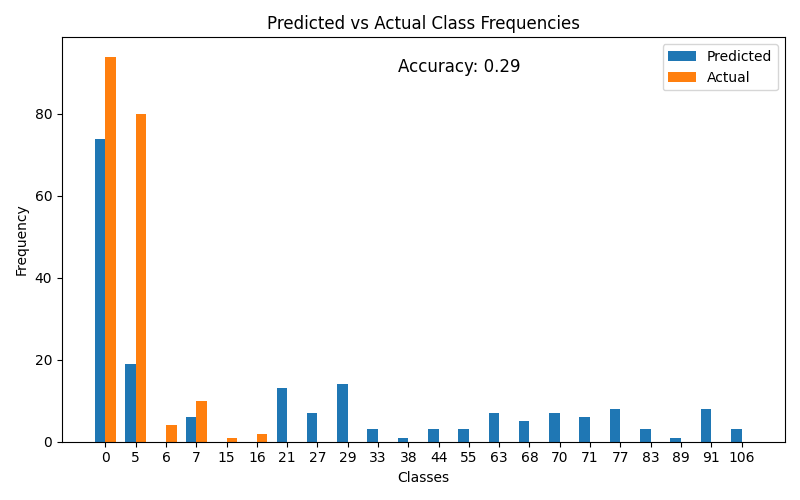 Predicted vs Actual Class Frequencies
Accuracy: 0.29
Predicted
Actual
Frequency
80
60
40
20
0
0 5 6 7 15 16 21 27 29 33 38 44 55 63 68 70 71 77 83 89 91 106
Classes